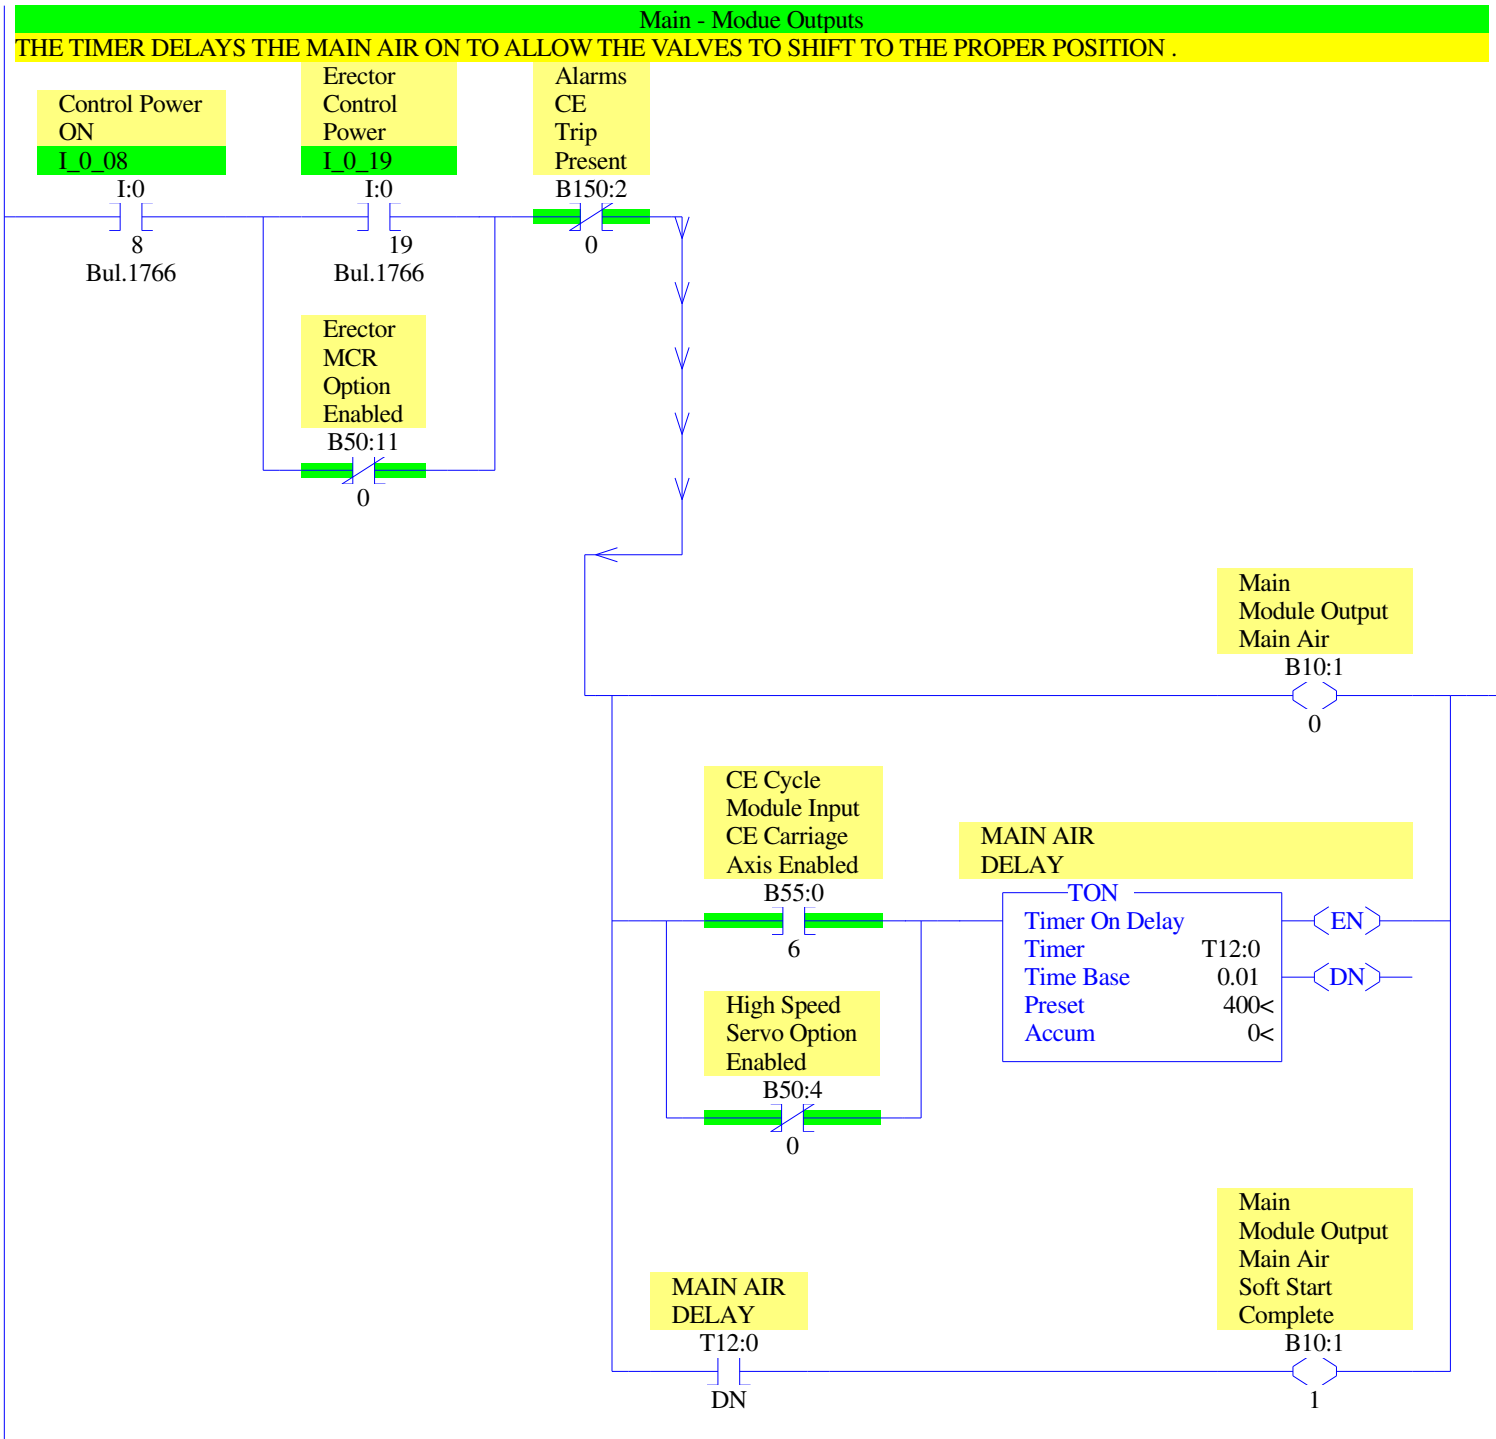 Main - Modue Outputs
THE TIMER DELAYS THE MAIN AIR ON TO ALLOW THE VALVES TO SHIFT TO THE PROPER POSITION .
Control Power
ON
I_0_08
I:0
8
Bul.1766
Erector
Control
Power
I_0_19
I:0
19
Bul.1766
Alarms
CE
Trip
Present
B150:2
0
Erector
MCR
Option
Enabled
B50:11
0
Main
Module Output
Main Air
B10:1
0
CE Cycle
Module Input
CE Carriage
Axis Enabled
B55:0
6
MAIN AIR
DELAY
TON
Timer On Delay
Timer T12:0
Time Base 0.01
Preset 400<
Accum 0<
EN
DN
High Speed
Servo Option
Enabled
B50:4
0
MAIN AIR
DELAY
T12:0
DN
Main
Module Output
Main Air
Soft Start
Complete
B10:1
1